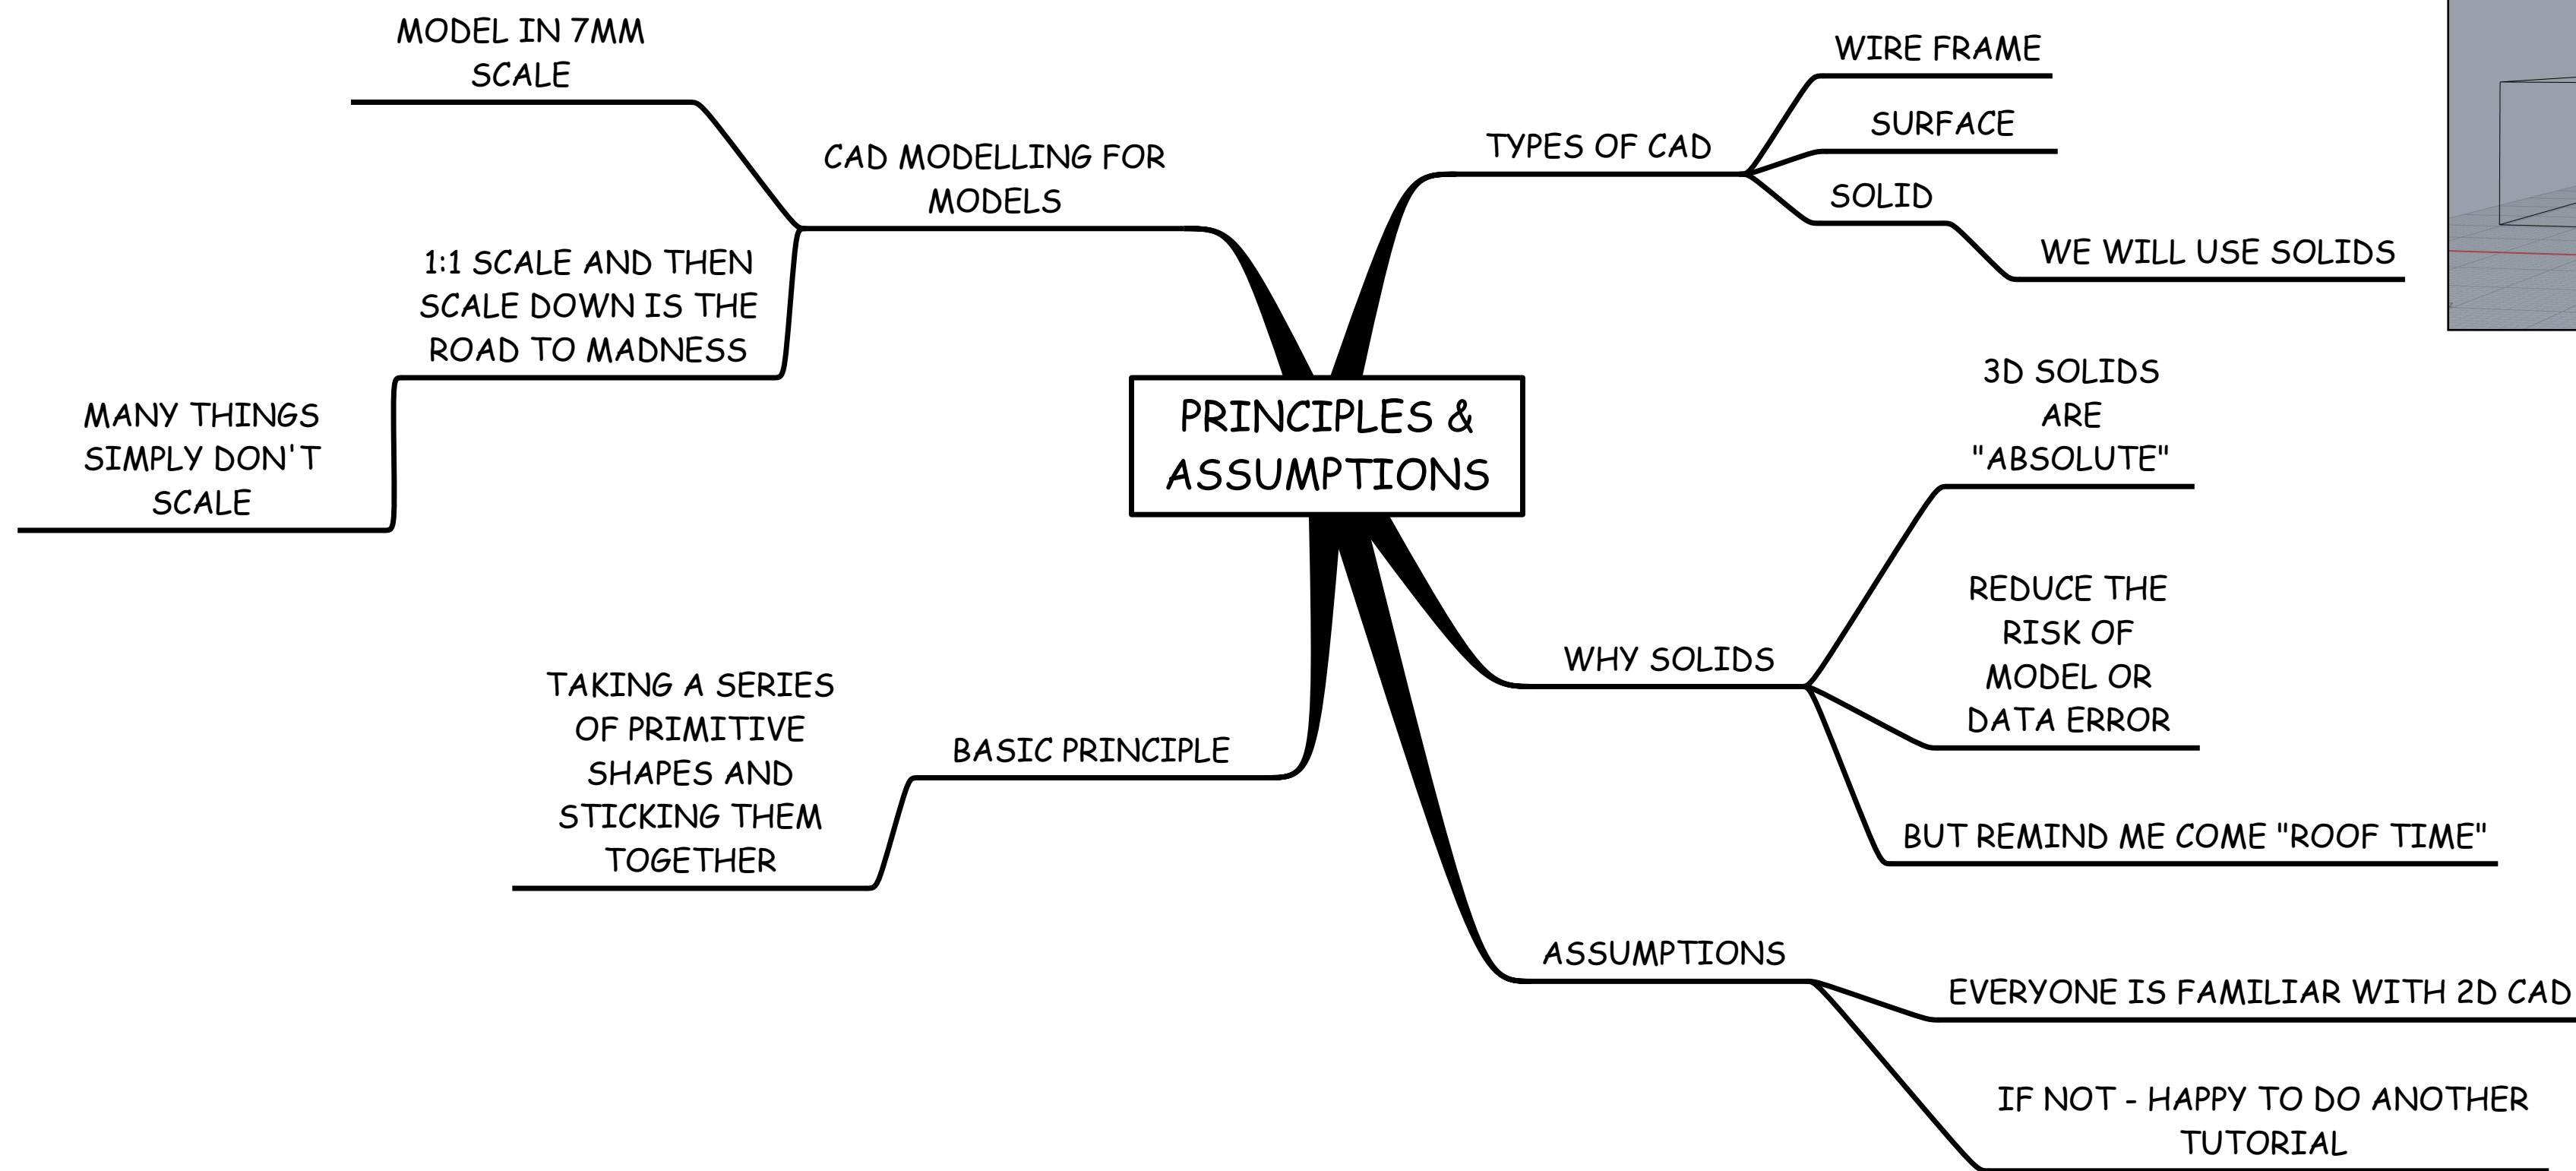 MODEL IN 7MM
SCALE
CAD MODELLING FOR
MODELS
1:1 SCALE AND THEN
SCALE DOWN IS THE
ROAD TO MADNESS
MANY THINGS
SIMPLY DON'T
SCALE
TYPES OF CAD
WIRE FRAME
SURFACE
SOLID
WE WILL USE SOLIDS
PRINCIPLES &
ASSUMPTIONS
3D SOLIDS
ARE
"ABSOLUTE"
WHY SOLIDS
REDUCE THE
RISK OF
MODEL OR
DATA ERROR
BUT REMIND ME COME "ROOF TIME"
BASIC PRINCIPLE
TAKING A SERIES
OF PRIMITIVE
SHAPES AND
STICKING THEM
TOGETHER
ASSUMPTIONS
EVERYONE IS FAMILIAR WITH 2D CAD
IF NOT - HAPPY TO DO ANOTHER
TUTORIAL